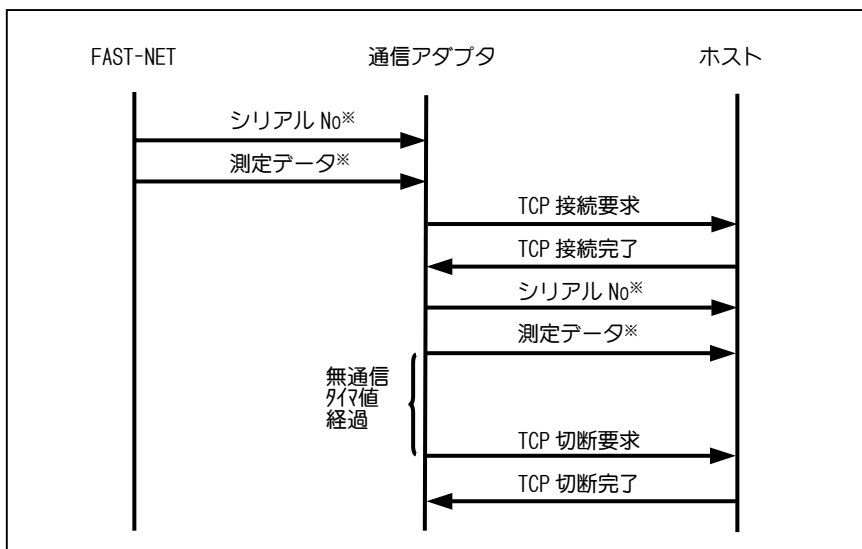 FAST-NET
通信アダプタ
ホスト
シリアル No※
測定データ※
TCP 接続要求
TCP 接続完了
シリアル No※
測定データ※
無通信
ﾀｲﾏ値
経過
TCP 切断要求
TCP 切断完了